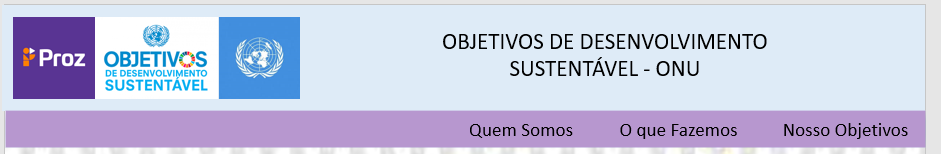 Proz
OBJETIVOS
DE DESENVOLVIMENTO
SUSTENTÁVEL
OBJETIVOS DE DESENVOLVIMENTO
SUSTENTÁVEL - ONU
Quem Somos O que Fazemos Nosso Objetivos